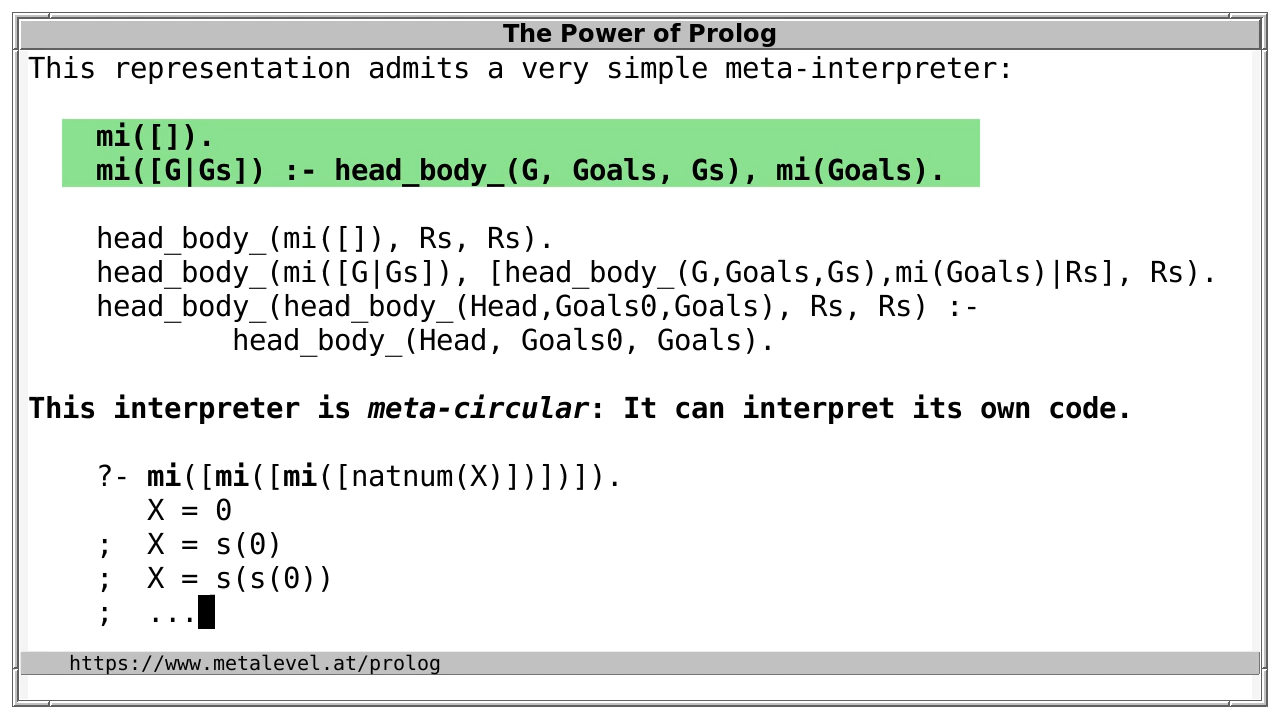 The Power of Prolog
This representation admits a very simple meta-interpreter:
mi([]).
mi([G|Gs]) :- head_body_(G, Goals, Gs), mi(Goals).
head_body_(mi([]), Rs, Rs).
head_body_(mi([G|Gs]), [head_body_(G,Goals,Gs),mi(Goals)|Rs], Rs).
head_body_(head_body_(Head,Goals0,Goals), Rs, Rs) :-
head_body_(Head, Goals0, Goals).
This interpreter is meta-circular: It can interpret its own code.
?- mi([mi([mi([natnum(X)])])]).
X = 0
; X = s(0)
; X = s(s(0))
; ...
https://www.metalevel.at/prolog